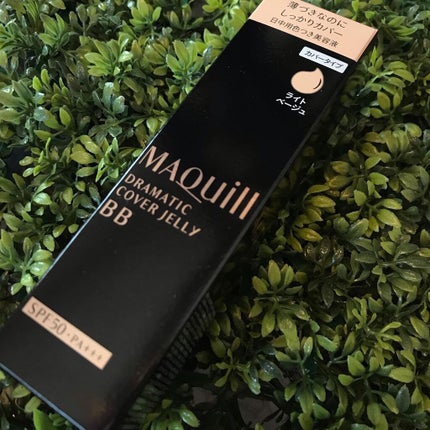 薄づきなのに
しっかりカバー
日中用色つき美容液
カバータイプ
ライト
ベージュ
MAQuill
DRAMATIC
COVER JELLY
BB
SPF50・PA+++